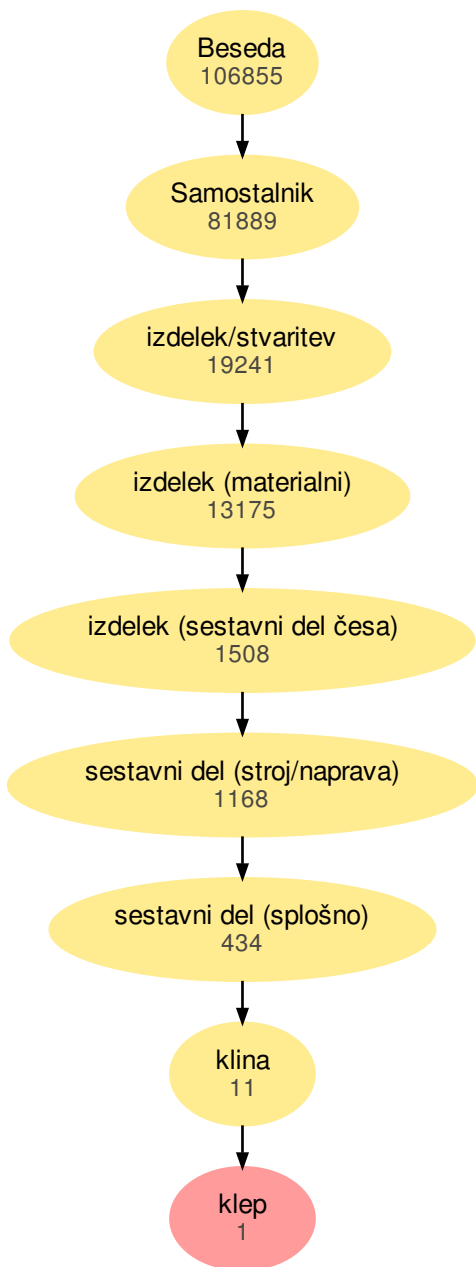 Beseda
106855
Samostalnik
81889
izdelek/stvaritev
19241
izdelek (materialni)
13175
izdelek (sestavni del česa)
1508
sestavni del (stroj/naprava)
1168
sestavni del (splošno)
434
klina
11
klep
1